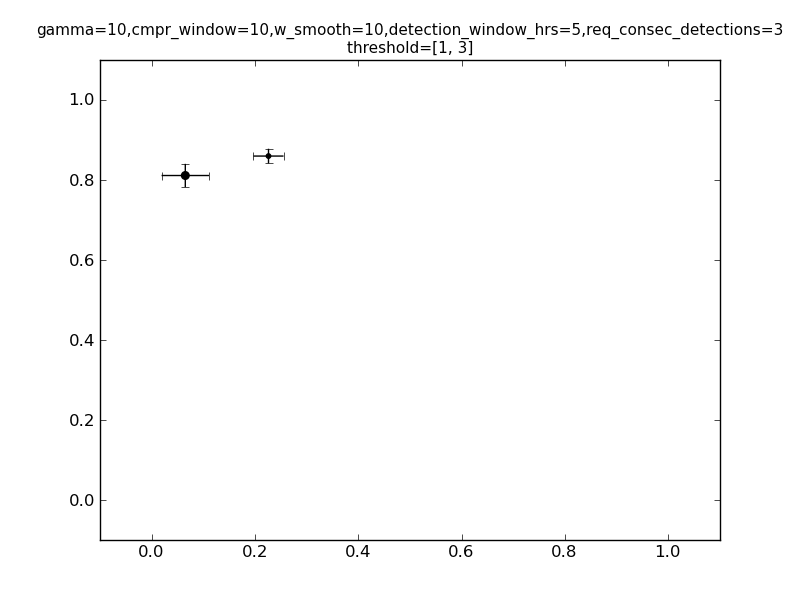 gamma=10,cmpr_window=10,w_smooth=10,detection_window_hrs=5,req_consec_detections=3
threshold=[1, 3]
1.0
0.8
0.6
0.4
0.2
0.0
0.0 0.2 0.4 0.6 0.8 1.0